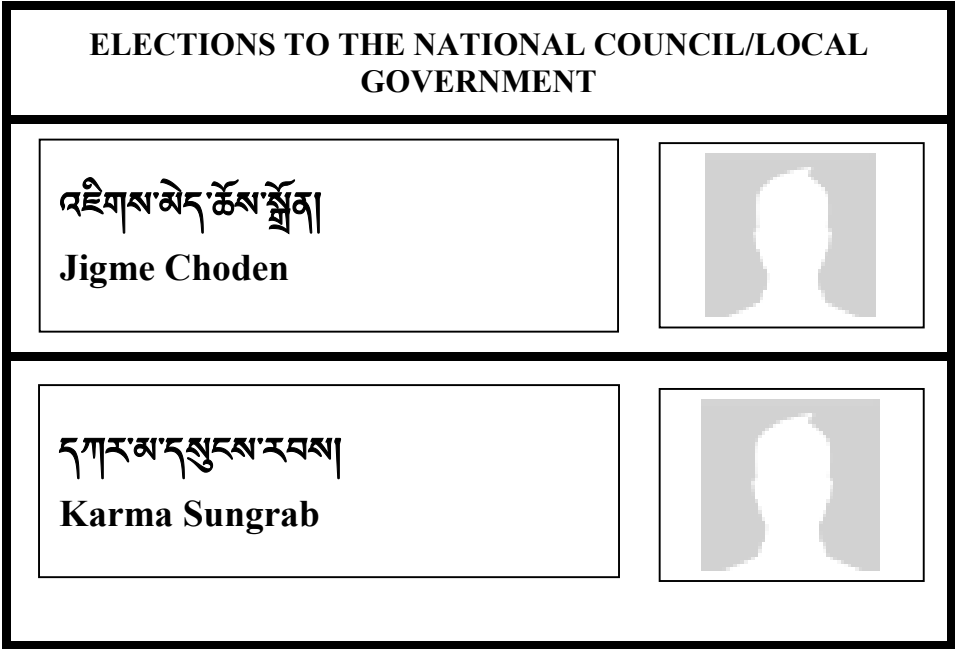 ELECTIONS TO THE NATIONAL COUNCIL/LOCAL
GOVERNMENT
འཇིགས་མེད་ཆོས་སྒྲོན།
Jigme Choden
དཀར་མ་དསུངས་རབས།
Karma Sungrab